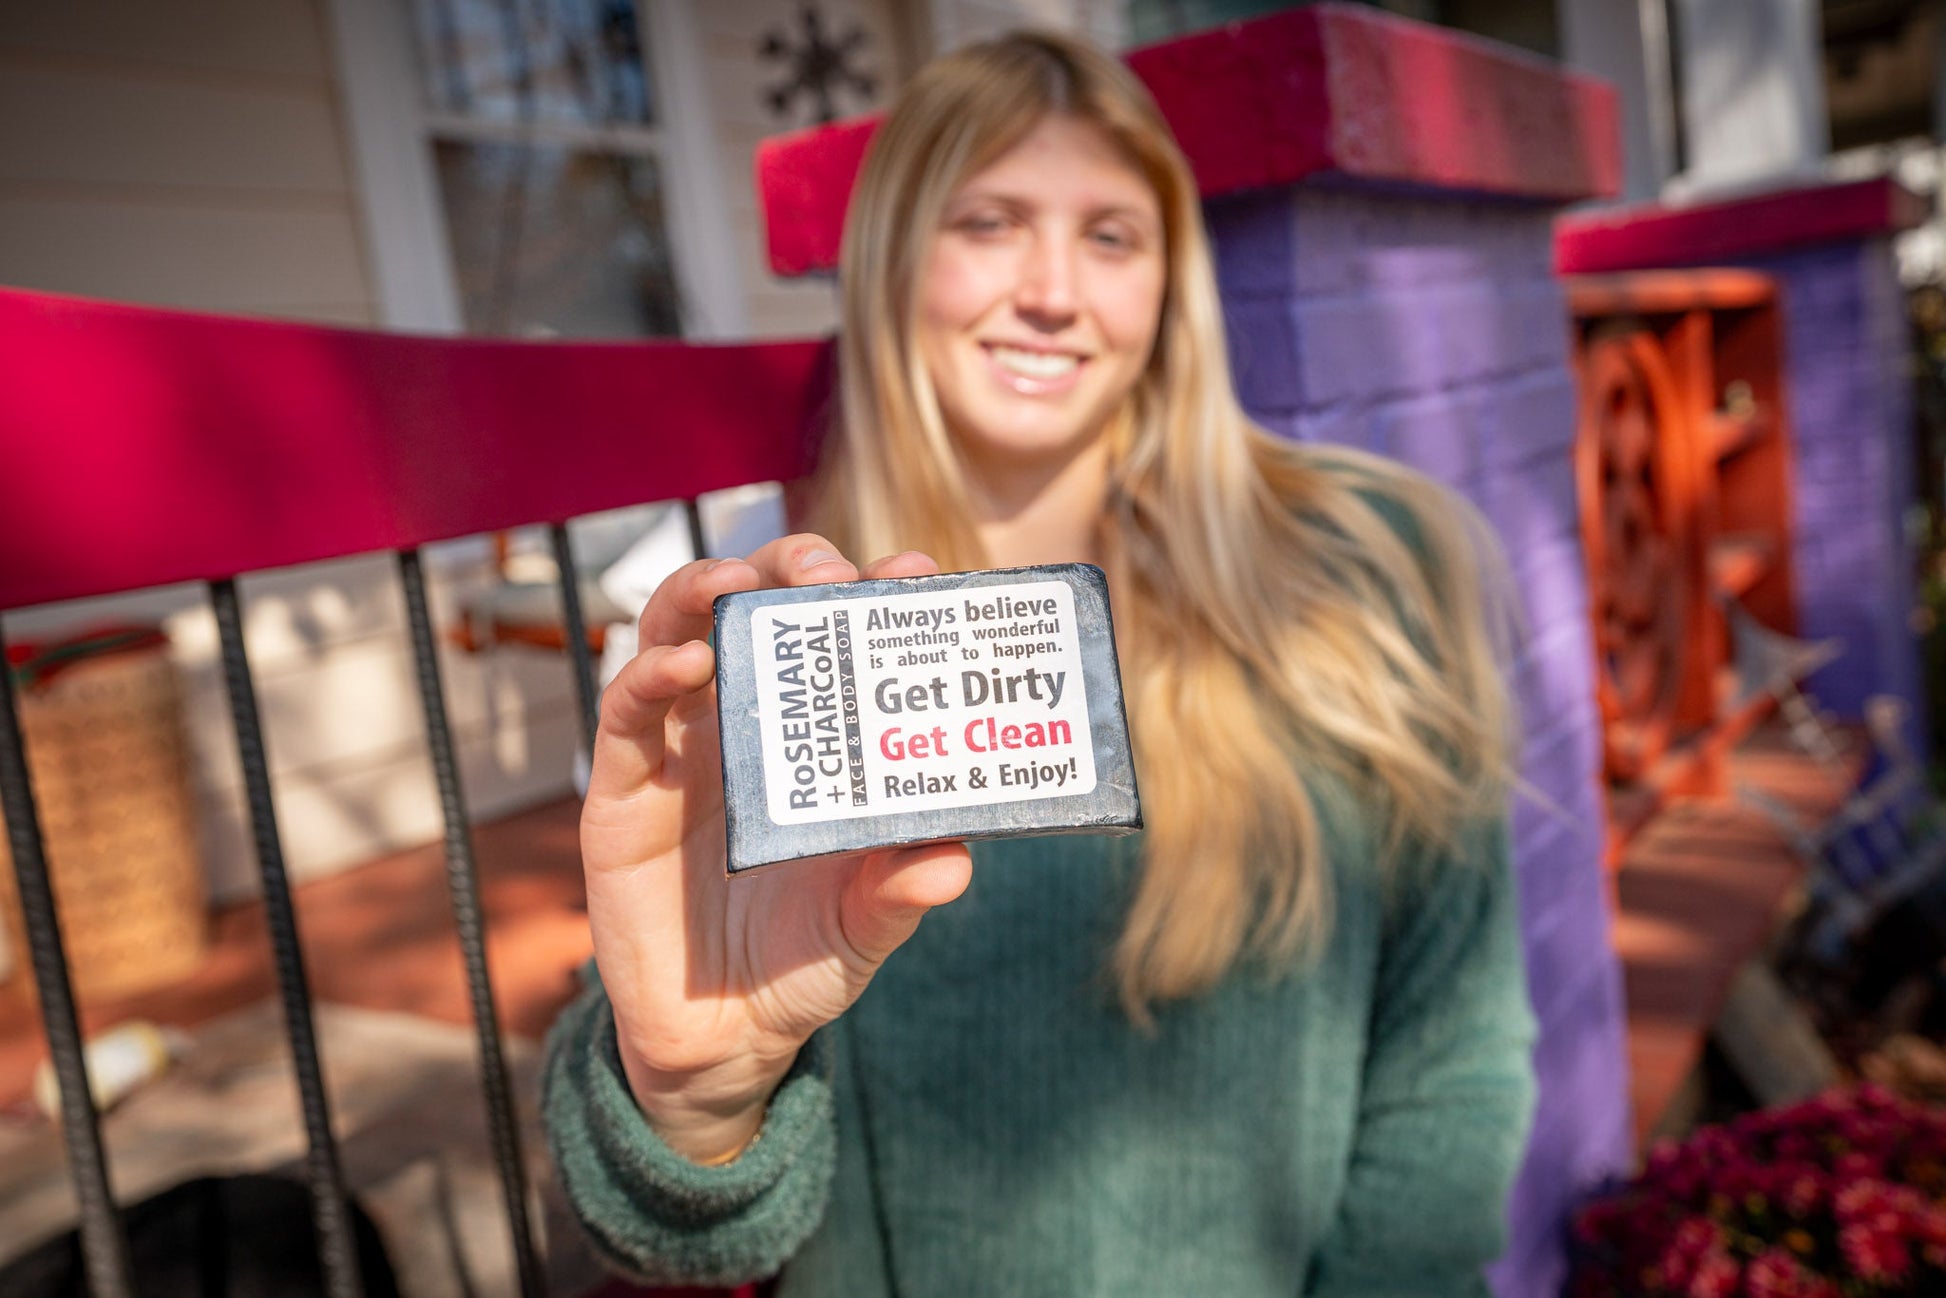 RoSEMARY
+ CHARCoAL
FACE & BODY SOAP
Always believe
something wonderful
is about to happen.
Get Dirty
Get Clean
Relax & Enjoy!